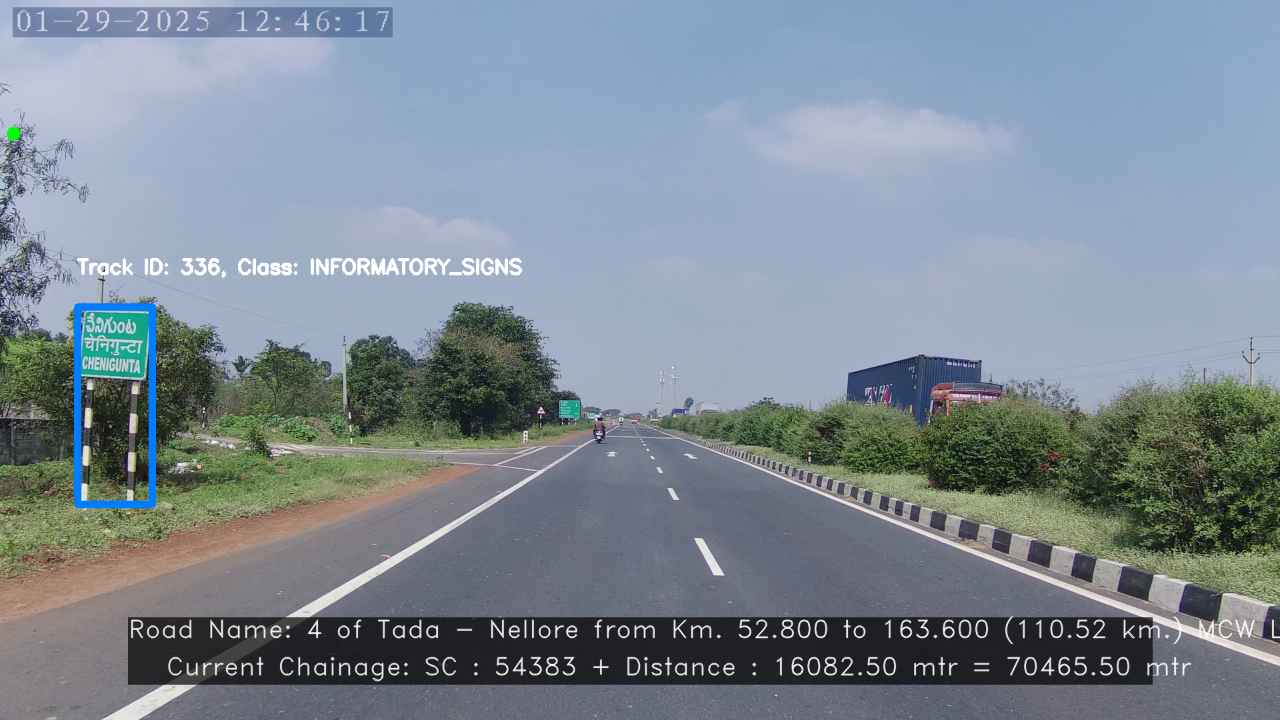 01-29-2025 12:46:17
Track ID: 336, Class: INFORMATORY_SIGNS
చేనిగుంట
चेनिगुन्टा
CHENIGUNTA
Road Name: 4 of Tada - Nellore from Km. 52.800 to 163.600 (110.52 km.) MCW L
Current Chainage: SC : 54383 + Distance : 16082.50 mtr = 70465.50 mtr